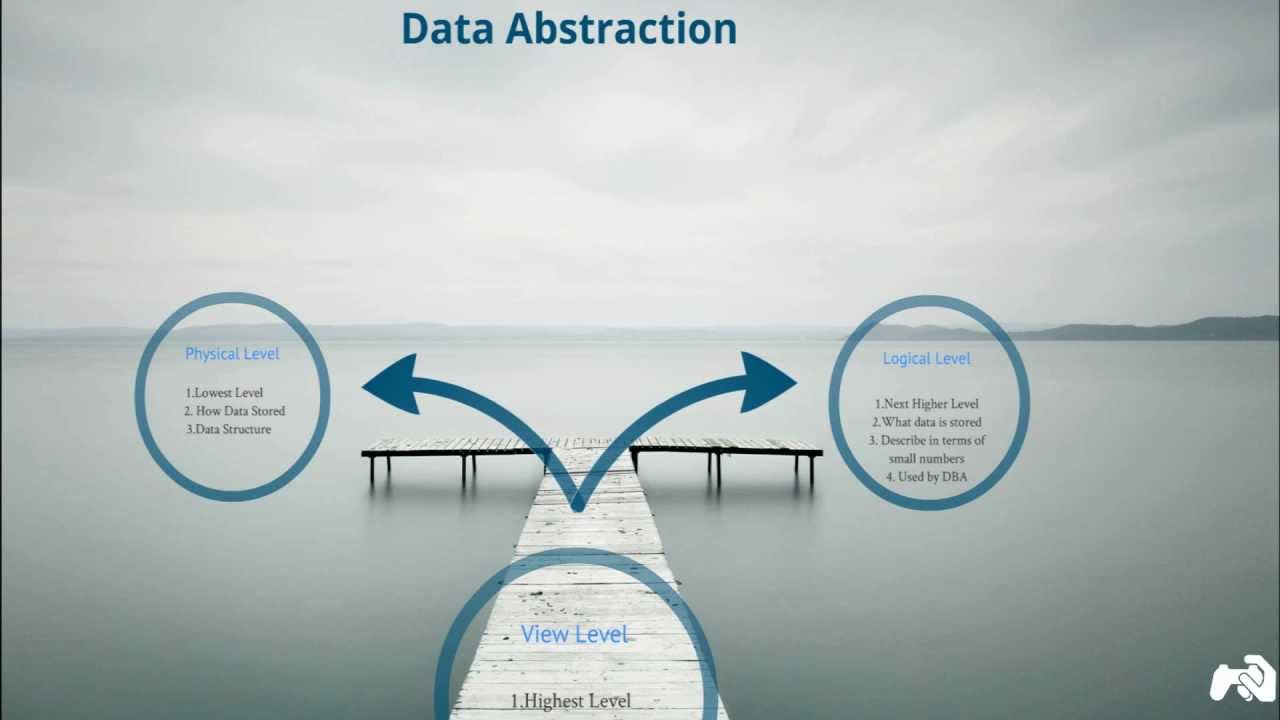 Data Abstraction
Physical Level
1.Lowest Level
2. How Data Stored
3.Data Structure
Logical Level
1.Next Higher Level
2.What data is stored
3. Describe in terms of
small numbers
4. Used by DBA
View Level
1.Highest Level